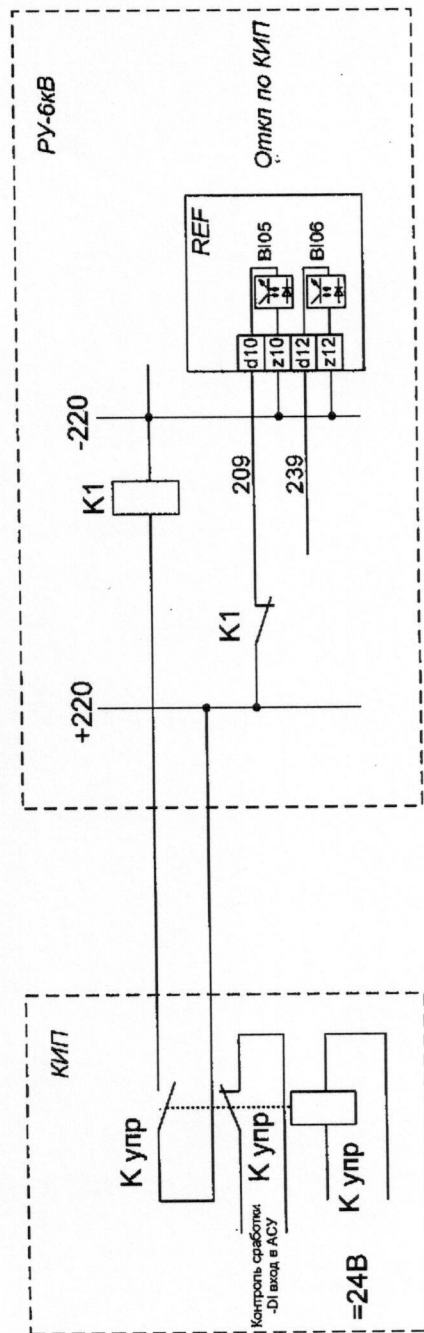 РУ-6кВ
Откл по КИП
REF
BI05
BI06
d10
z10
d12
z12
-220
K1
209
239
K1
+220
КИП
К упр
К упр
К упр
Контроль сработки
-DI вход в АСУ
=24В